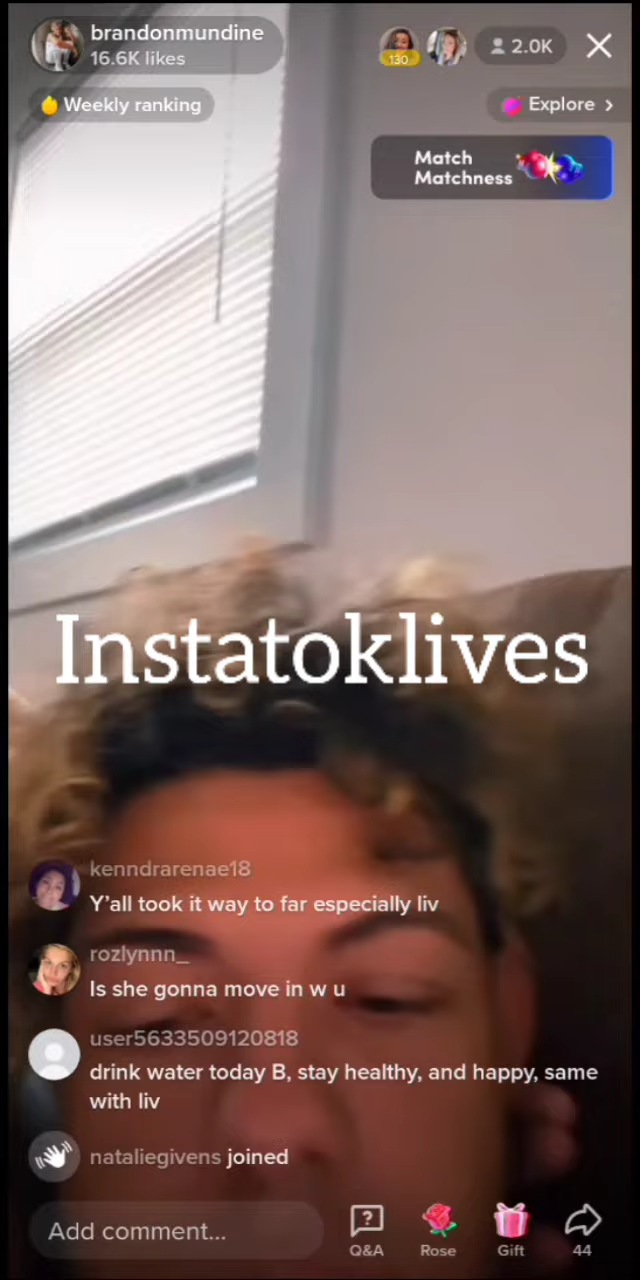 brandonmundine
16.6K likes
130
2.0K
Weekly ranking
Explore >
Match
Matchness
Instatoklives
kenndrarenae18
Y'all took it way to far especially liv
rozlynnn_
Is she gonna move in w u
user5633509120818
drink water today B, stay healthy, and happy, same
with liv
nataliegivens joined
Add comment...
Q&A
Rose
Gift
44